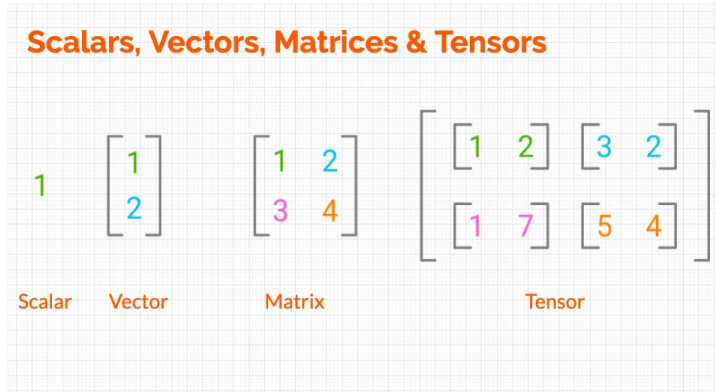 Scalars, Vectors, Matrices & Tensors
1
1
2
1 2
3 4
1 2 3 2
1 7 5 4
Scalar Vector Matrix Tensor